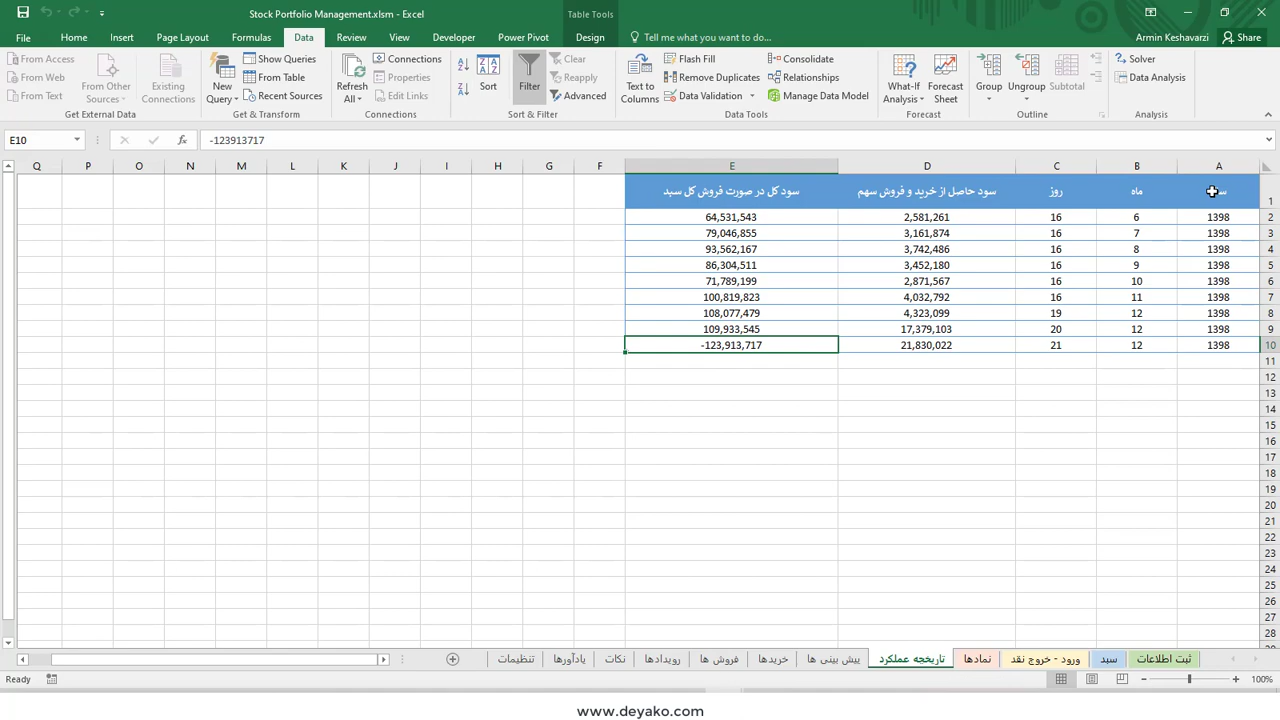 Stock Portfolio Management.xlsm - Excel
Table Tools
File Home Insert Page Layout Formulas Data Review View Developer Power Pivot Design Tell me what you want to do... Armin Keshavarzi Share
From Access
From Web
From Text
From Other Sources
Existing Connections
Get External Data
New Query
Show Queries
From Table
Recent Sources
Get & Transform
Refresh All
Connections
Properties
Edit Links
Connections
Sort
Filter
Clear
Reapply
Advanced
Sort & Filter
Text to Columns
Flash Fill
Remove Duplicates
Data Validation
Consolidate
Relationships
Manage Data Model
Data Tools
What-If Analysis
Forecast Sheet
Forecast
Group
Ungroup
Subtotal
Outline
Solver
Data Analysis
Analysis
E10 fx -123913717
Q P O N M L K J I H G F E D C B A
سود کل در صورت فروش کل سبد سود حاصل از خرید و فروش سهم روز ماه 1
64,531,543 2,581,261 16 6 1398 2
79,046,855 3,161,874 16 7 1398 3
93,562,167 3,742,486 16 8 1398 4
86,304,511 3,452,180 16 9 1398 5
71,789,199 2,871,567 16 10 1398 6
100,819,823 4,032,792 16 11 1398 7
108,077,479 4,323,099 19 12 1398 8
109,933,545 17,379,103 20 12 1398 9
-123,913,717 21,830,022 21 12 1398 10
11
12
13
14
15
16
17
18
19
20
21
22
23
24
25
26
27
28
تنظیمات یادآورها نکات رویدادها فروش ها خریدها پیش بینی ها تاریخچه عملکرد نمادها ورود - خروج نقد سبد ثبت اطلاعات
Ready 100%
www.deyako.com